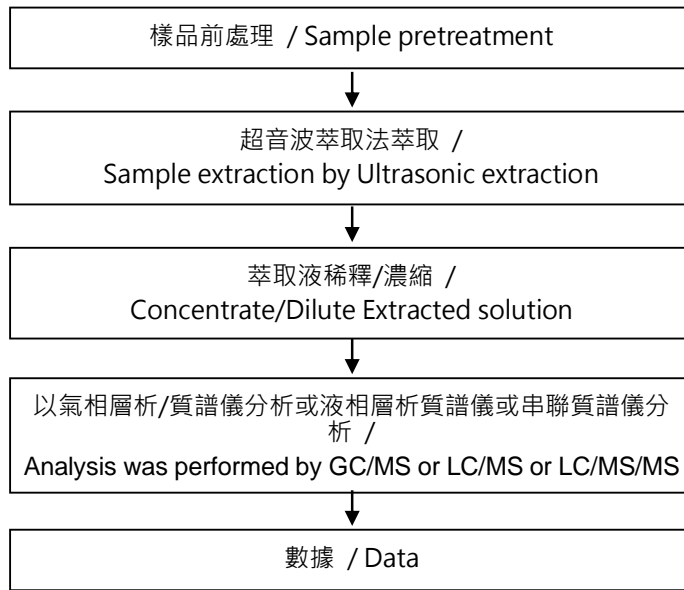 樣品前處理 / Sample pretreatment
超音波萃取法萃取 /
Sample extraction by Ultrasonic extraction
萃取液稀釋/濃縮 /
Concentrate/Dilute Extracted solution
以氣相層析/質譜儀分析或液相層析質譜儀或串聯質譜儀分
析 /
Analysis was performed by GC/MS or LC/MS or LC/MS/MS
數據 / Data